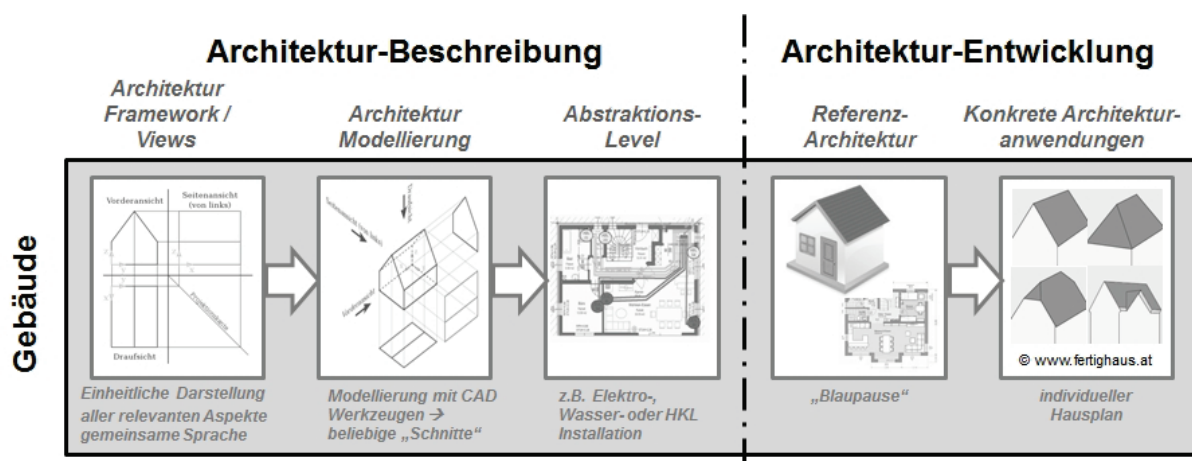 Architektur-Beschreibung
Architektur-Entwicklung
Architektur
Framework /
Views
Architektur
Modellierung
Abstraktions-
Level
Referenz-
Architektur
Konkrete Architektur-
anwendungen
Gebäude
Vorderansicht
Seitenansicht
(von links)
Draufsicht
Einheitliche Darstellung
aller relevanten Aspekte
gemeinsame Sprache
Modellierung mit CAD
Werkzeugen →
beliebige „Schnitte“
z.B. Elektro-,
Wasser- oder HKL
Installation
„Blaupause“
© www.fertighaus.at
individueller
Hausplan